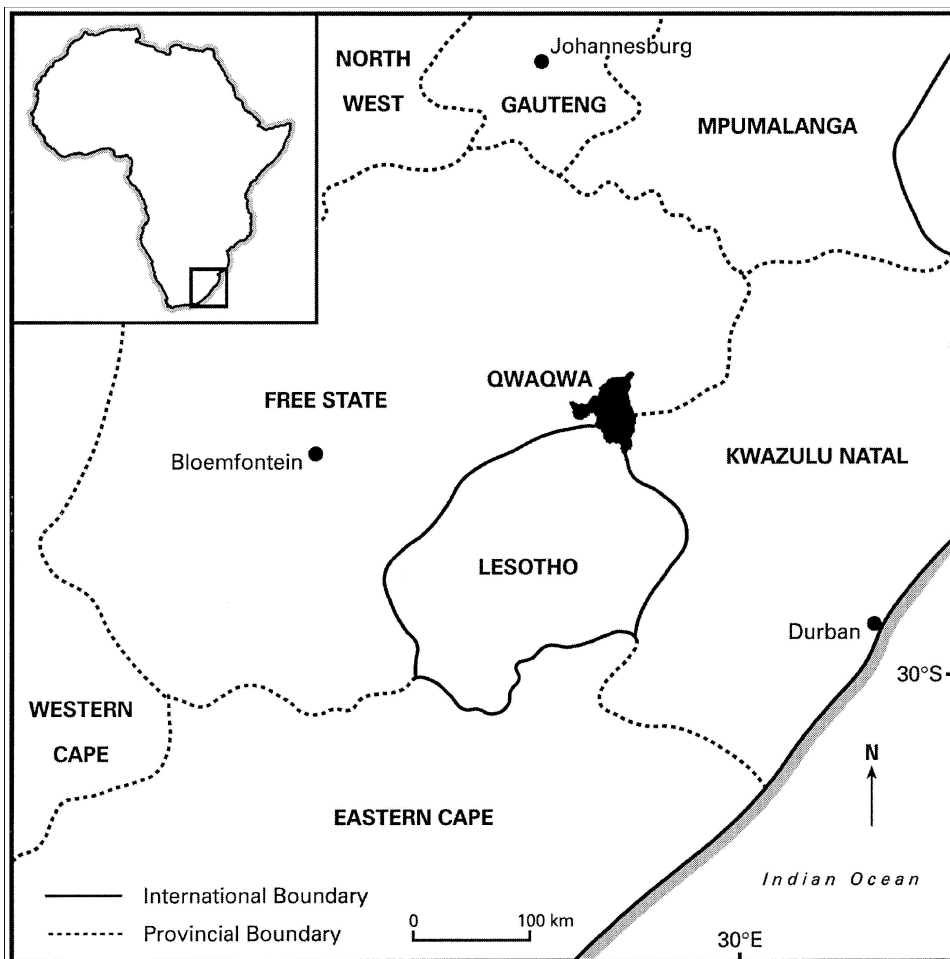 Johannesburg
NORTH
WEST
GAUTENG
MPUMALANGA
QWAQWA
FREE STATE
Bloemfontein
KWAZULU NATAL
LESOTHO
Durban
30°S
WESTERN
CAPE
N
EASTERN CAPE
Indian Ocean
International Boundary
0 100 km
Provincial Boundary
30°E